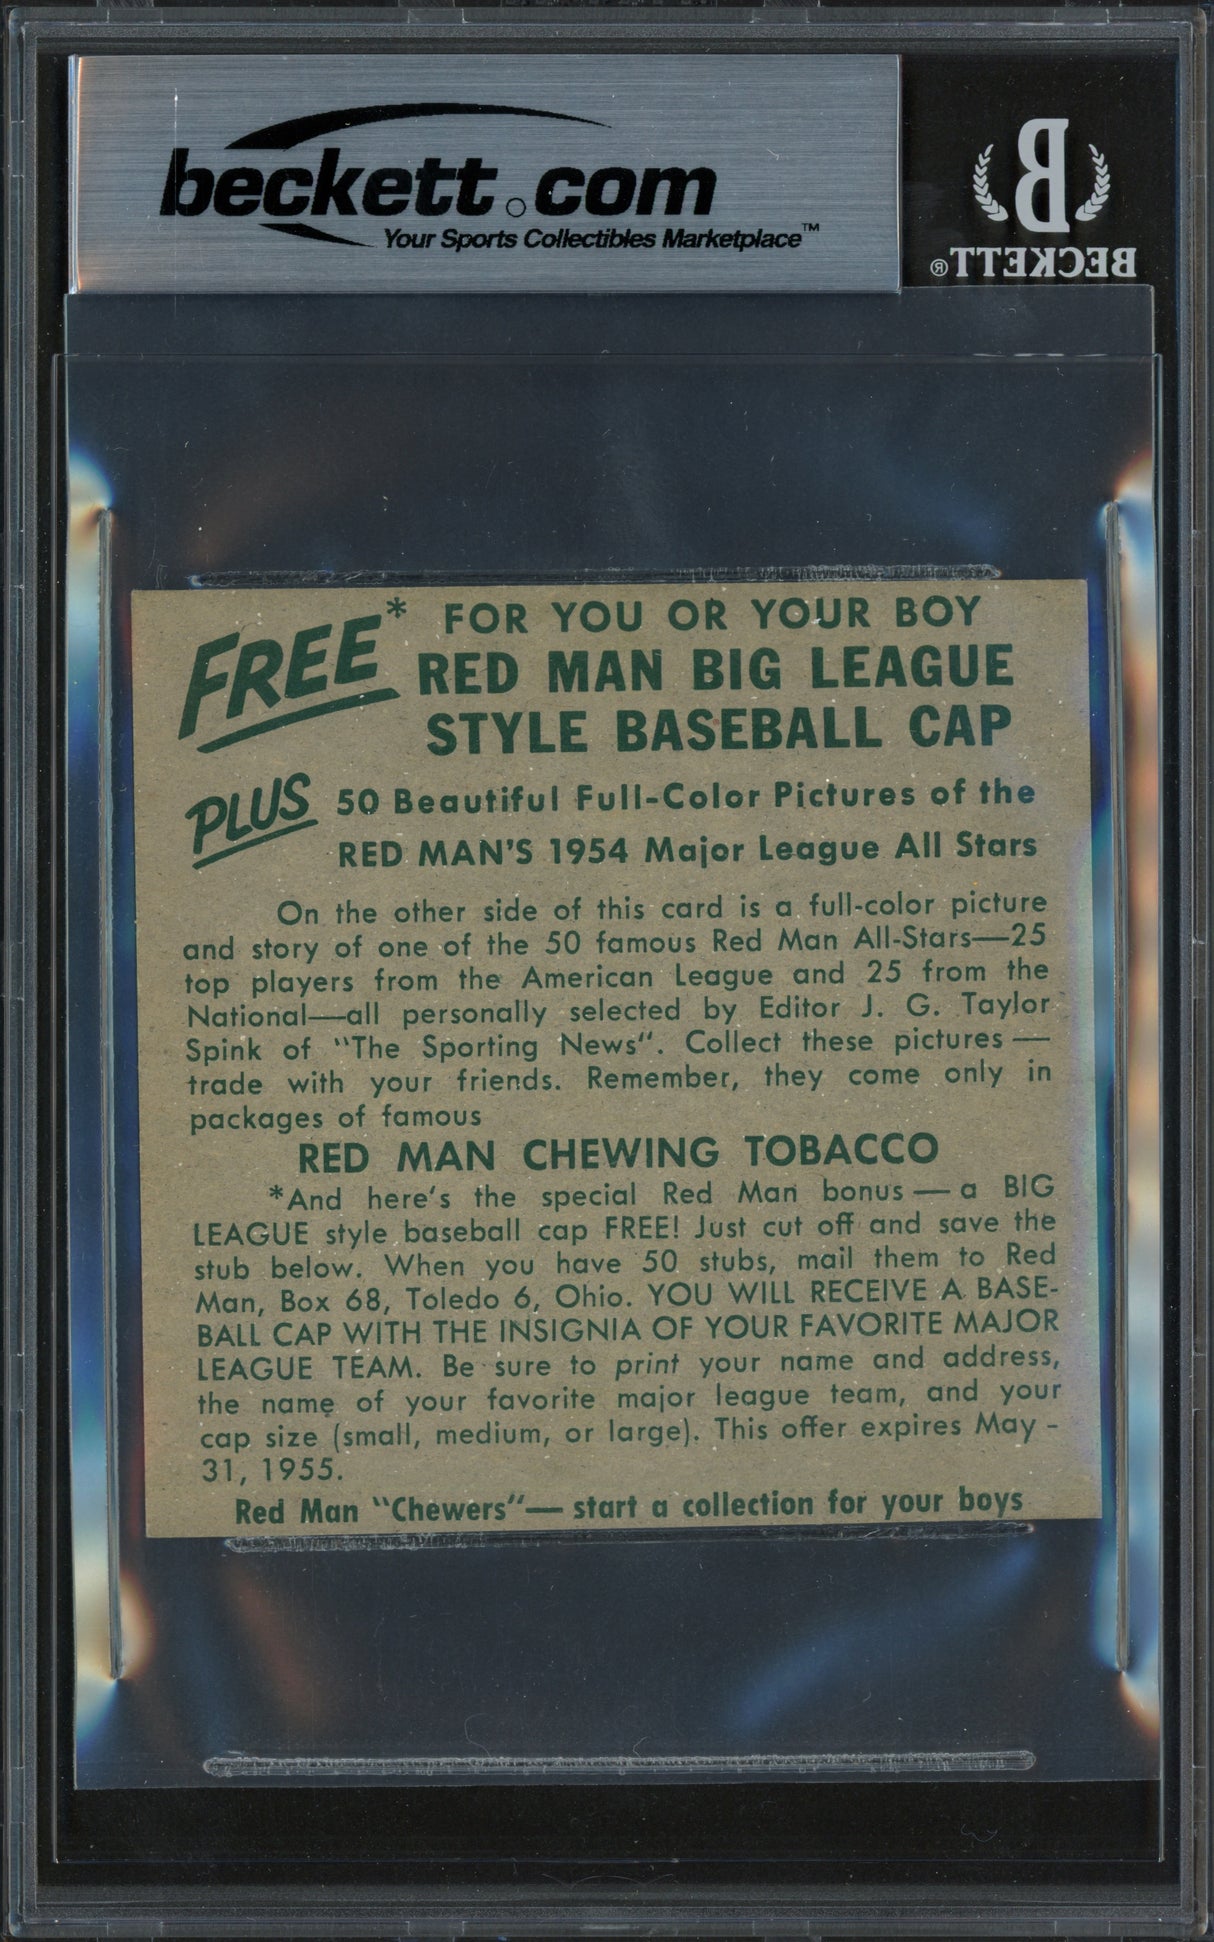 beckett.com
Your Sports Collectibles Marketplace™
BECKETT®
FREE* FOR YOU OR YOUR BOY
RED MAN BIG LEAGUE
STYLE BASEBALL CAP
PLUS 50 Beautiful Full-Color Pictures of the
RED MAN'S 1954 Major League All Stars
On the other side of this card is a full-color picture
and story of one of the 50 famous Red Man All-Stars—25
top players from the American League and 25 from the
National—all personally selected by Editor J. G. Taylor
Spink of "The Sporting News". Collect these pictures —
trade with your friends. Remember, they come only in
packages of famous
RED MAN CHEWING TOBACCO
*And here's the special Red Man bonus — a BIG
LEAGUE style baseball cap FREE! Just cut off and save the
stub below. When you have 50 stubs, mail them to Red
Man, Box 68, Toledo 6, Ohio. YOU WILL RECEIVE A BASE-
BALL CAP WITH THE INSIGNIA OF YOUR FAVORITE MAJOR
LEAGUE TEAM. Be sure to print your name and address,
the name of your favorite major league team, and your
cap size (small, medium, or large). This offer expires May -
31, 1955.
Red Man "Chewers"— start a collection for your boys